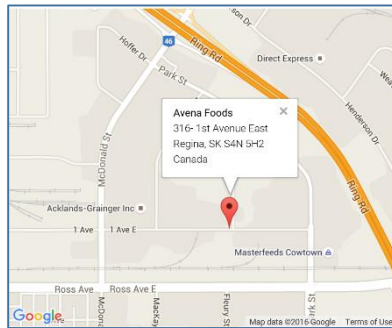 Hoffer Dr
46
Park St
Ring Rd
Direct Express
Henderson Dr
McDonald St
Avena Foods
316- 1st Avenue East
Regina, SK S4N 5H2
Canada
Ring Rd
Acklands-Grainger Inc
1 Ave
1 Ave E
Masterfeeds Cowtown
Ross Ave
Ross Ave E
Fleury St
Google
Map data ©2016 Google
Terms of Use